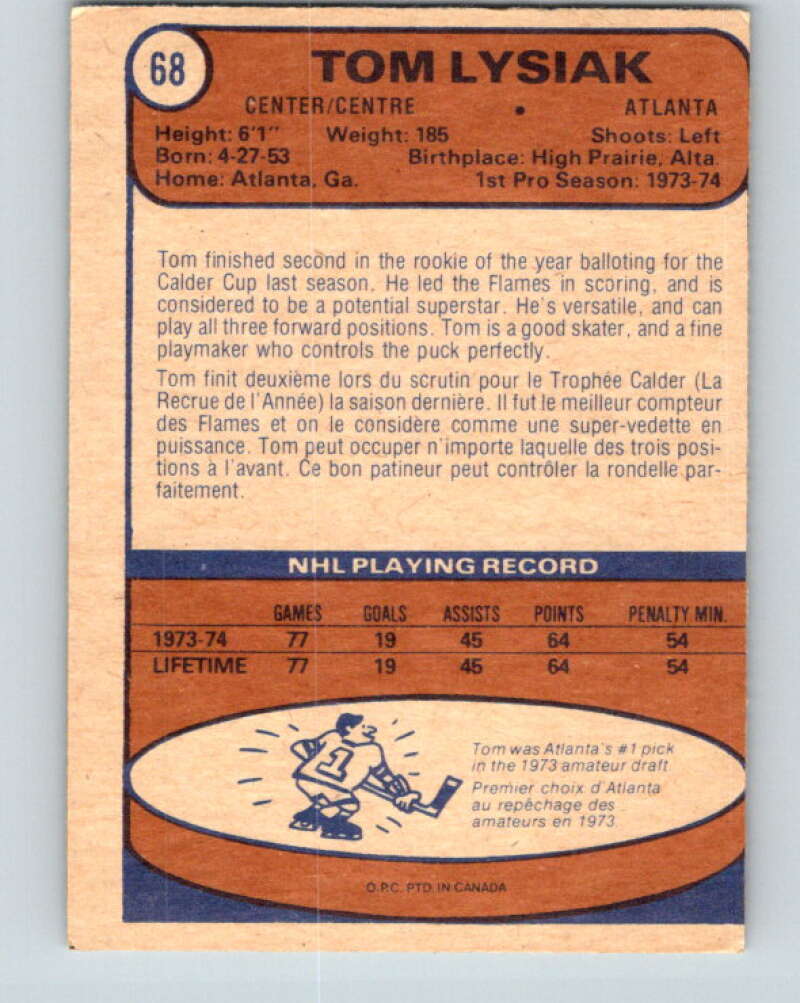 68
TOM LYSIAK
CENTER/CENTRE • ATLANTA
Height: 6'1" Weight: 185 Shoots: Left
Born: 4-27-53 Birthplace: High Prairie, Alta.
Home: Atlanta, Ga. 1st Pro Season: 1973-74
Tom finished second in the rookie of the year balloting for the
Calder Cup last season. He led the Flames in scoring, and is
considered to be a potential superstar. He's versatile, and can
play all three forward positions. Tom is a good skater, and a fine
playmaker who controls the puck perfectly.
Tom finit deuxième lors du scrutin pour le Trophée Calder (La
Recrue de l'Année) la saison dernière. Il fut le meilleur compteur
des Flames et on le considère comme une super-vedette en
puissance. Tom peut occuper n'importe laquelle des trois posi-
tions à l'avant. Ce bon patineur peut contrôler la rondelle par-
faitement.
NHL PLAYING RECORD
GAMES GOALS ASSISTS POINTS PENALTY MIN.
1973-74 77 19 45 64 54
LIFETIME 77 19 45 64 54
1
Tom was Atlanta's #1 pick
in the 1973 amateur draft.
Premier choix d'Atlanta
au repêchage des
amateurs en 1973.
O.P.C. PTD. IN CANADA